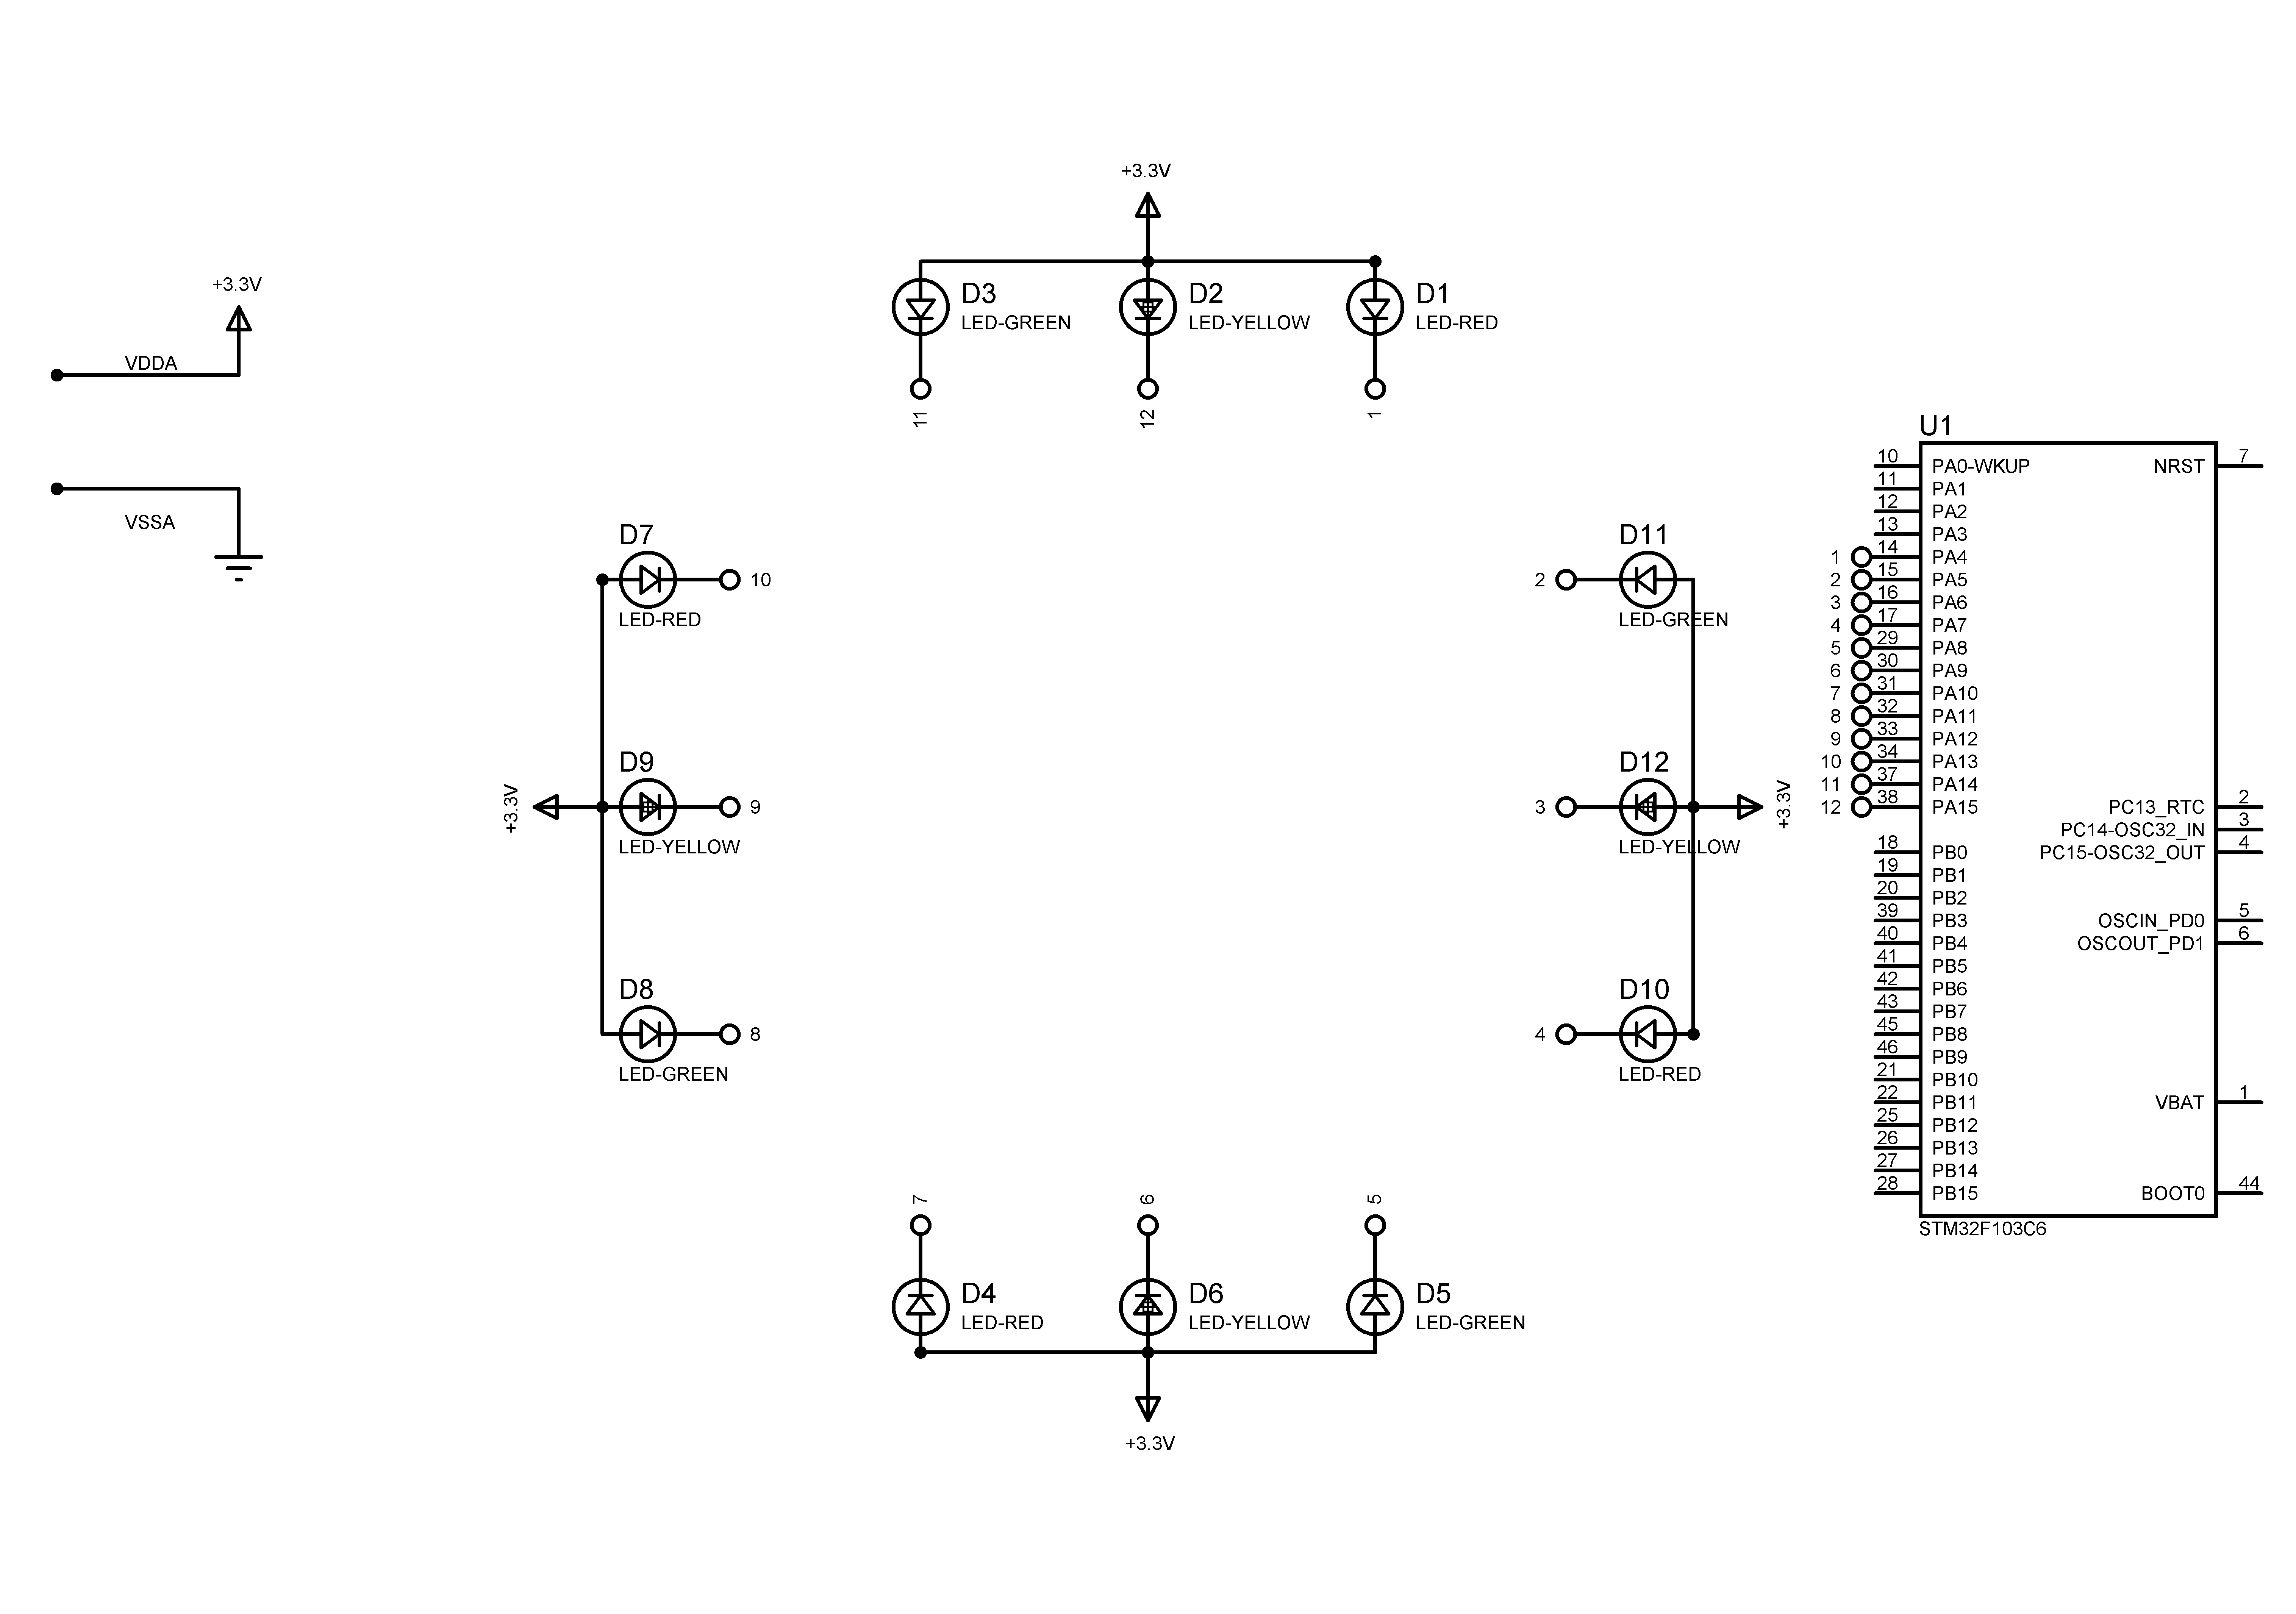 +3.3V
D3
LED-GREEN
D2
LED-YELLOW
D1
LED-RED
11
12
1
+3.3V
VDDA
VSSA
D7
LED-RED
10
D9
LED-YELLOW
9
+3.3V
D8
LED-GREEN
8
D11
LED-GREEN
2
D12
LED-YELLOW
3
+3.3V
D10
LED-RED
4
7
6
5
D4
LED-RED
D6
LED-YELLOW
D5
LED-GREEN
+3.3V
U1
10 PA0-WKUP NRST 7
11 PA1
12 PA2
13 PA3
1 14 PA4
2 15 PA5
3 16 PA6
4 17 PA7
5 29 PA8
6 30 PA9
7 31 PA10
8 32 PA11
9 33 PA12
10 34 PA13
11 37 PA14
12 38 PA15 PC13_RTC 2
PC14-OSC32_IN 3
18 PB0 PC15-OSC32_OUT 4
19 PB1
20 PB2
39 PB3 OSCIN_PD0 5
40 PB4 OSCOUT_PD1 6
41 PB5
42 PB6
43 PB7
45 PB8
46 PB9
21 PB10
22 PB11 VBAT 1
25 PB12
26 PB13
27 PB14
28 PB15 BOOT0 44
STM32F103C6